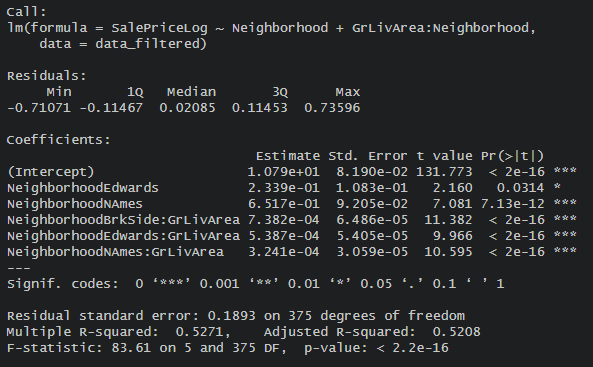 Call:
lm(formula = SalePriceLog ~ Neighborhood + GrLivArea:Neighborhood,
    data = data_filtered)
Residuals:
     Min       1Q   Median       3Q      Max
-0.71071 -0.11467  0.02085  0.11453  0.73596
Coefficients:
                               Estimate Std. Error t value Pr(>|t|)
(Intercept)                   1.079e+01  8.190e-02 131.773  < 2e-16 ***
NeighborhoodEdwards           2.339e-01  1.083e-01   2.160   0.0314 *
NeighborhoodNAmes             6.517e-01  9.205e-02   7.081 7.13e-12 ***
NeighborhoodBrkSide:GrLivArea 7.382e-04  6.486e-05  11.382  < 2e-16 ***
NeighborhoodEdwards:GrLivArea 5.387e-04  5.405e-05   9.966  < 2e-16 ***
NeighborhoodNAmes:GrLivArea   3.241e-04  3.059e-05  10.595  < 2e-16 ***
---
Signif. codes:  0 ‘***’ 0.001 ‘**’ 0.01 ‘*’ 0.05 ‘.’ 0.1 ‘ ’ 1
Residual standard error: 0.1893 on 375 degrees of freedom
Multiple R-squared:  0.5271,    Adjusted R-squared:  0.5208
F-statistic: 83.61 on 5 and 375 DF,  p-value: < 2.2e-16